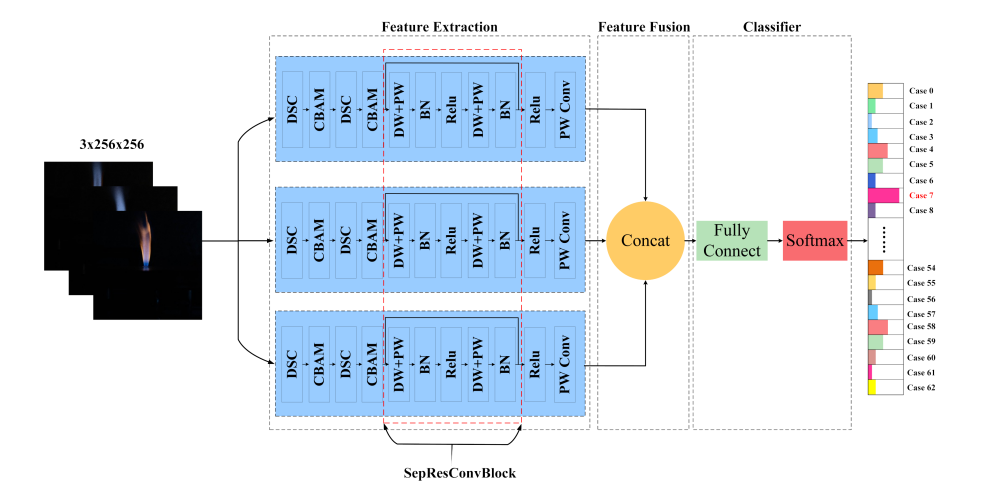 Feature Extraction
Feature Fusion
Classifier
3x256x256
DSC
CBAM
DSC
CBAM
DW+PW
BN
Relu
DW+PW
BN
Relu
PW Conv
DSC
CBAM
DSC
CBAM
DW+PW
BN
Relu
DW+PW
BN
Relu
PW Conv
DSC
CBAM
DSC
CBAM
DW+PW
BN
Relu
DW+PW
BN
Relu
PW Conv
SepResConvBlock
Concat
Fully
Connect
Softmax
Case 0
Case 1
Case 2
Case 3
Case 4
Case 5
Case 6
Case 7
Case 8
Case 54
Case 55
Case 56
Case 57
Case 58
Case 59
Case 60
Case 61
Case 62